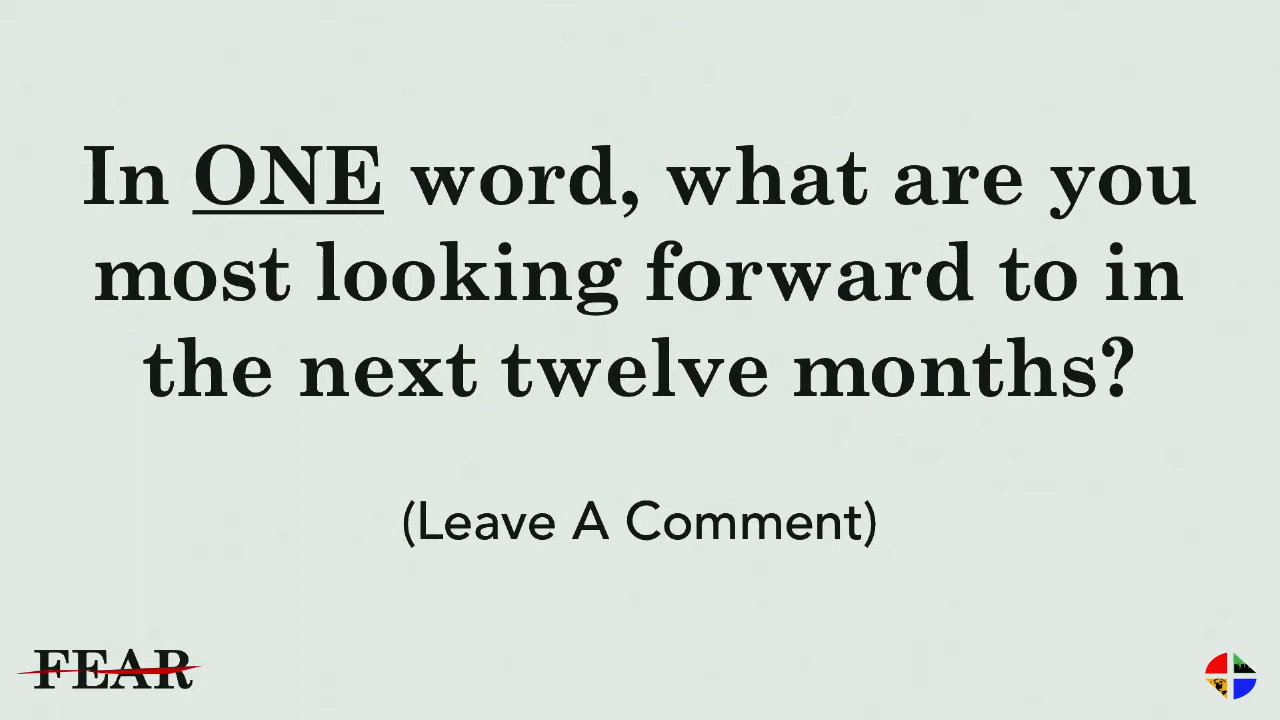 In ONE word, what are you
most looking forward to in
the next twelve months?
(Leave A Comment)
FEAR